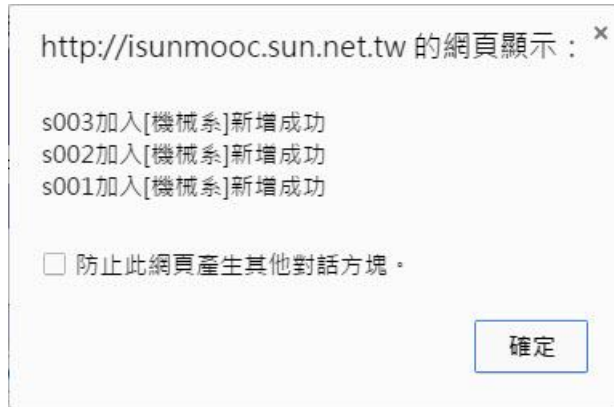 http://isunmooc.sun.net.tw 的網頁顯示：
s003加入[機械系]新增成功
s002加入[機械系]新增成功
s001加入[機械系]新增成功
防止此網頁產生其他對話方塊。
確定